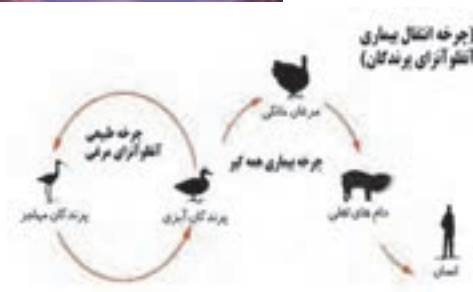 (چرخه انتقال بیماری
آنفلوآنزای پرندگان)
مرغان خانگی
چرخه طبیعی
آنفلوآنزای مرغی
چرخه بیماری همه گیر
پرندگان مهاجر
پرندگان آبزی
دام های اهلی
انسان